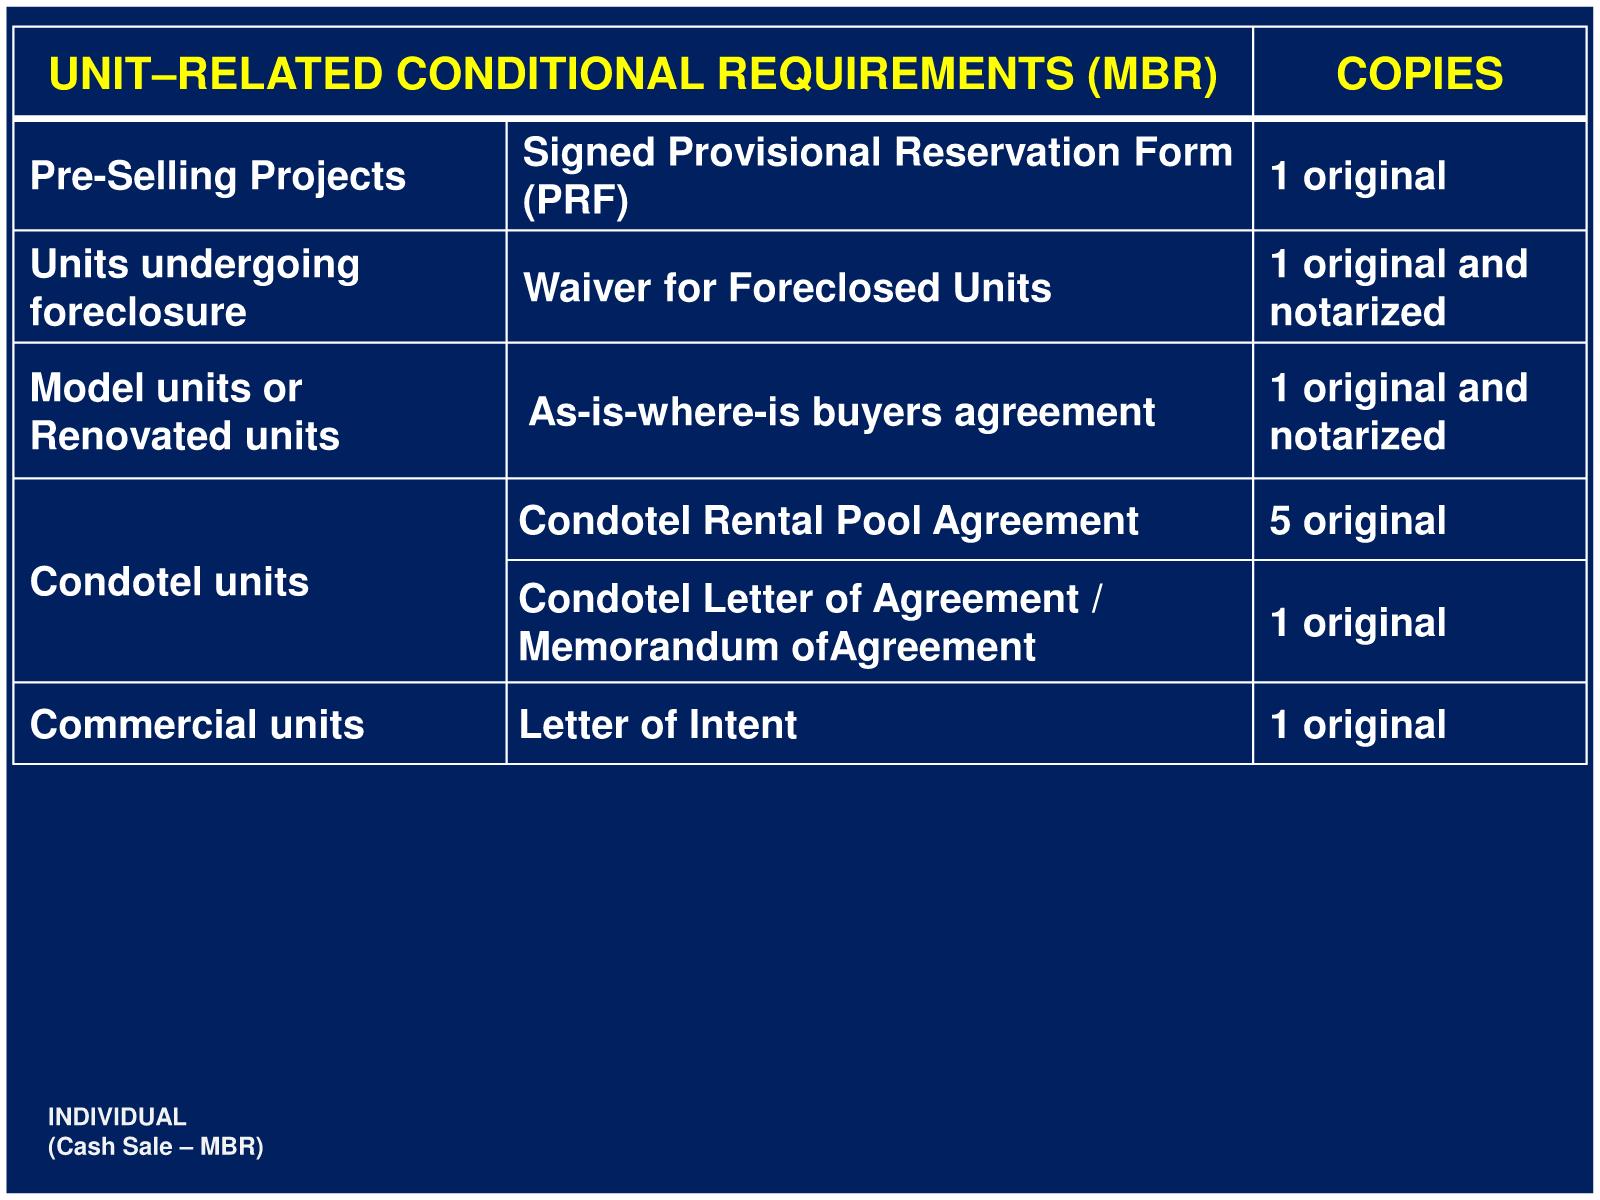 UNIT–RELATED CONDITIONAL REQUIREMENTS (MBR)
COPIES
Pre-Selling Projects
Signed Provisional Reservation Form
(PRF)
1 original
Units undergoing
foreclosure
Waiver for Foreclosed Units
1 original and
notarized
Model units or
Renovated units
As-is-where-is buyers agreement
1 original and
notarized
Condotel units
Condotel Rental Pool Agreement
5 original
Condotel Letter of Agreement /
Memorandum ofAgreement
1 original
Commercial units
Letter of Intent
1 original
INDIVIDUAL
(Cash Sale – MBR)